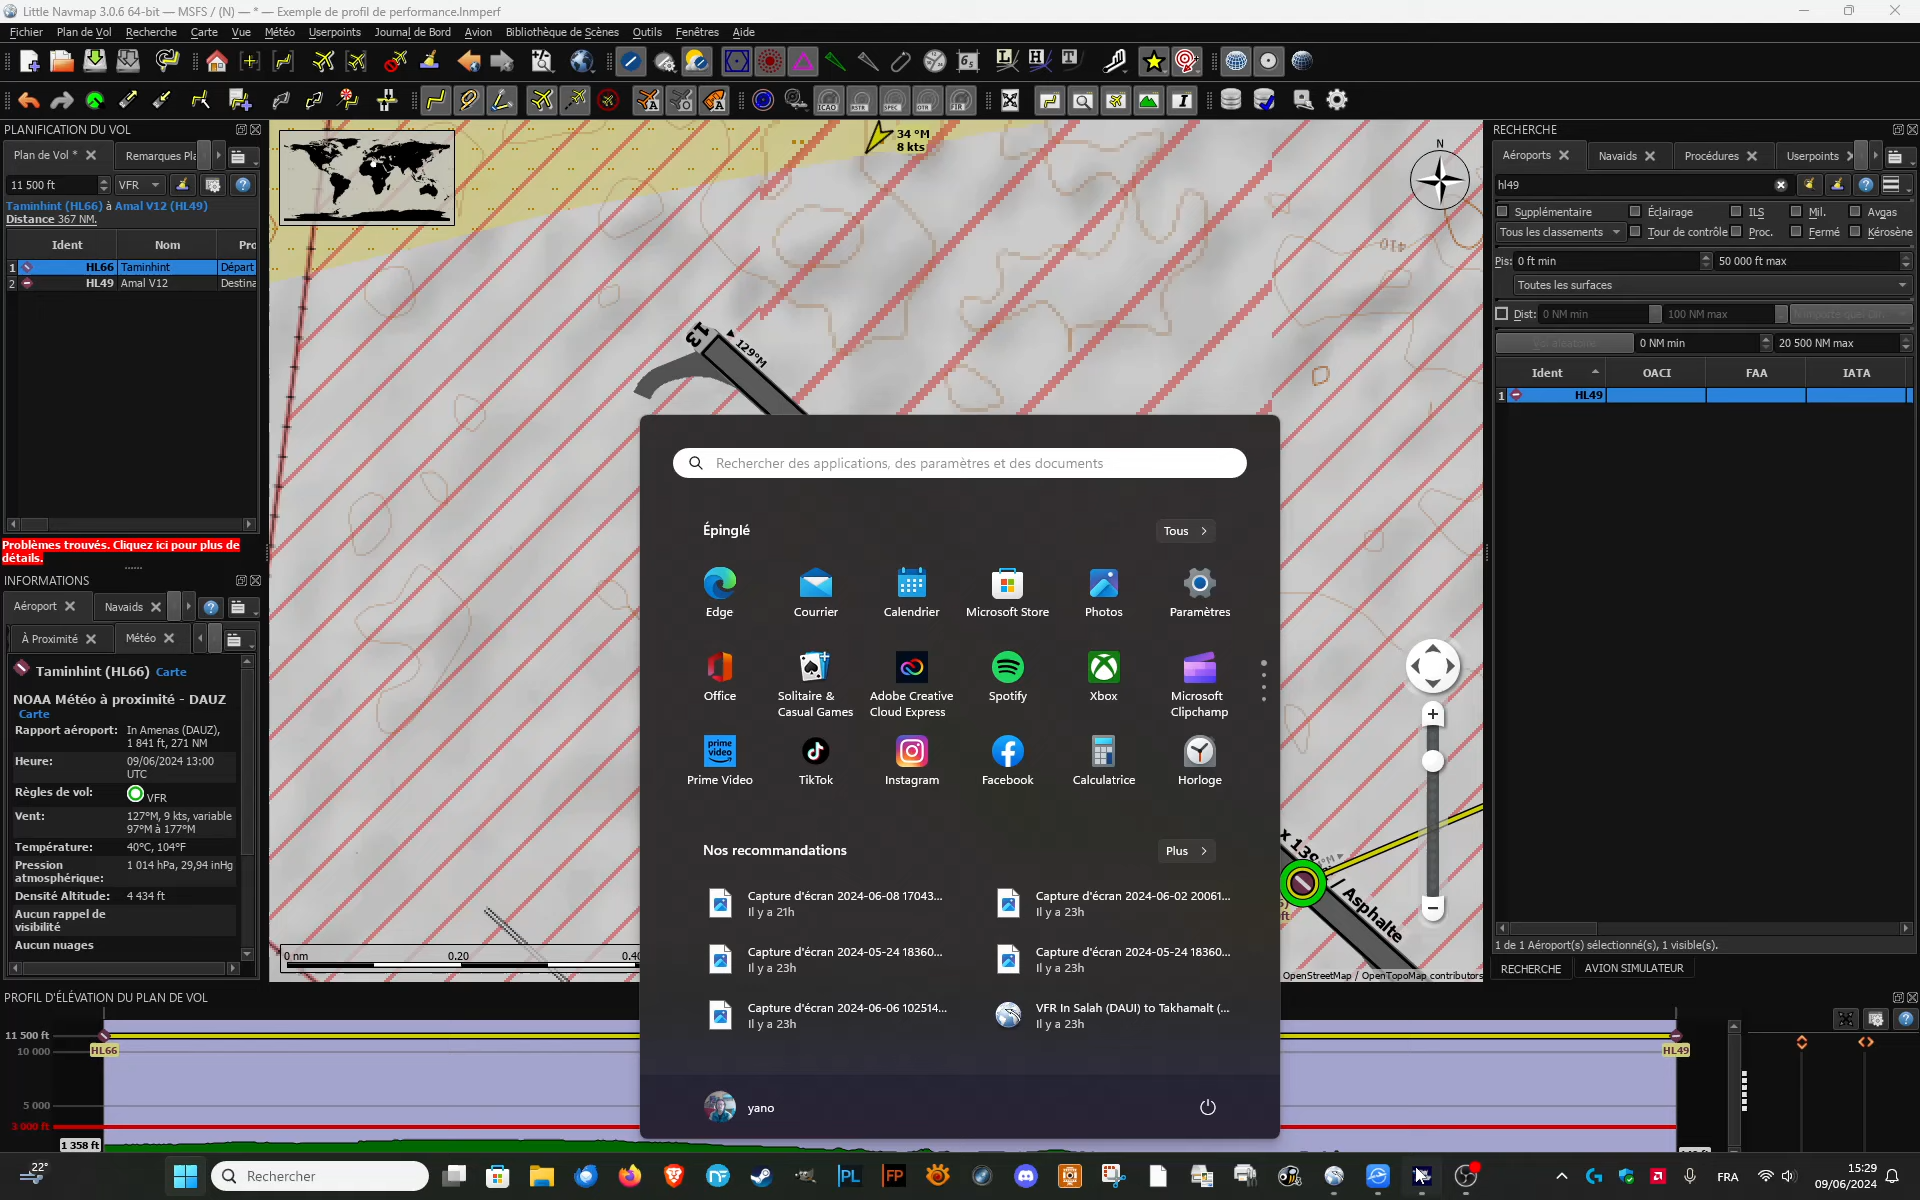 Little Navmap 3.0.6 64-bit — MSFS / (N) — * — Exemple de profil de performance.lnmperf
Fichier Plan de Vol Recherche Carte Vue Météo Userpoints Journal de Bord Avion Bibliothèque de Scènes Outils Fenêtres Aide
PLANIFICATION DU VOL
Plan de Vol * Remarques Pla
11 500 ft VFR
Taminhint (HL66) à Amal V12 (HL49)
Distance 367 NM.
Ident Nom Pro
1 HL66 Taminhint Départ
2 HL49 Amal V12 Destina
Problèmes trouvés. Cliquez ici pour plus de
détails.
INFORMATIONS
Aéroport Navaids
À Proximité Météo
Taminhint (HL66) Carte
NOAA Météo à proximité - DAUZ
Carte
Rapport aéroport: In Amenas (DAUZ),
1 841 ft, 271 NM
Heure: 09/06/2024 13:00
UTC
Règles de vol: VFR
Vent: 127°M, 9 kts, variable
97°M à 177°M
Température: 40°C, 104°F
Pression 1 014 hPa, 29,94 inHg
atmosphérique:
Densité Altitude: 4 434 ft
Aucun rappel de
visibilité
Aucun nuages
34 °M
8 kts
N
410
13
129°M
/ Asphalte
0 nm 0.20 0.40
OpenStreetMap / OpenTopoMap contributors
Rechercher des applications, des paramètres et des documents
Épinglé
Tous
Edge Courrier Calendrier Microsoft Store Photos Paramètres
Office Solitaire & Adobe Creative Spotify Xbox Microsoft
Casual Games Cloud Express Clipchamp
prime
video
Prime Video TikTok Instagram Facebook Calculatrice Horloge
Nos recommandations
Plus
Capture d'écran 2024-06-08 17043...
Il y a 21h
Capture d'écran 2024-06-02 20061...
Il y a 23h
Capture d'écran 2024-05-24 18360...
Il y a 23h
Capture d'écran 2024-05-24 18360...
Il y a 23h
Capture d'écran 2024-06-06 102514...
Il y a 23h
VFR In Salah (DAUI) to Takhamalt (...
Il y a 23h
yano
RECHERCHE
Aéroports Navaids Procédures Userpoints
hl49
Supplémentaire Éclairage ILS Mil. Avgas
Tous les classements Tour de contrôle Proc. Fermé Kérosène
Pis: 0 ft min 50 000 ft max
Toutes les surfaces
Dist: 0 NM min 100 NM max
0 NM min 20 500 NM max
Ident OACI FAA IATA
1 HL49
1 de 1 Aéroport(s) sélectionné(s), 1 visible(s).
RECHERCHE AVION SIMULATEUR
PROFIL D'ÉLÉVATION DU PLAN DE VOL
11 500 ft
10 000
5 000
3 000 ft
1 358 ft
HL66
HL49
22°
Rechercher
PL
FP
FRA
15:29
09/06/2024